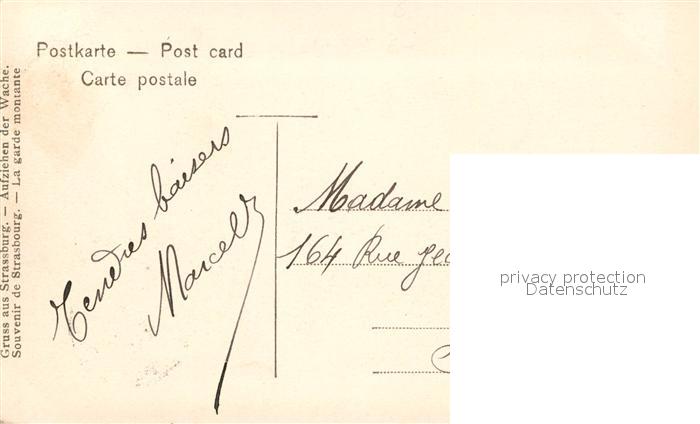 Postkarte — Post card
Carte postale
Gruss aus Strassburg. — Aufziehen der Wache.
Souvenir de Strasbourg. — La garde montante
Tendres baisers
Marcel
Madame
164 Rue
privacy protection
Datenschutz